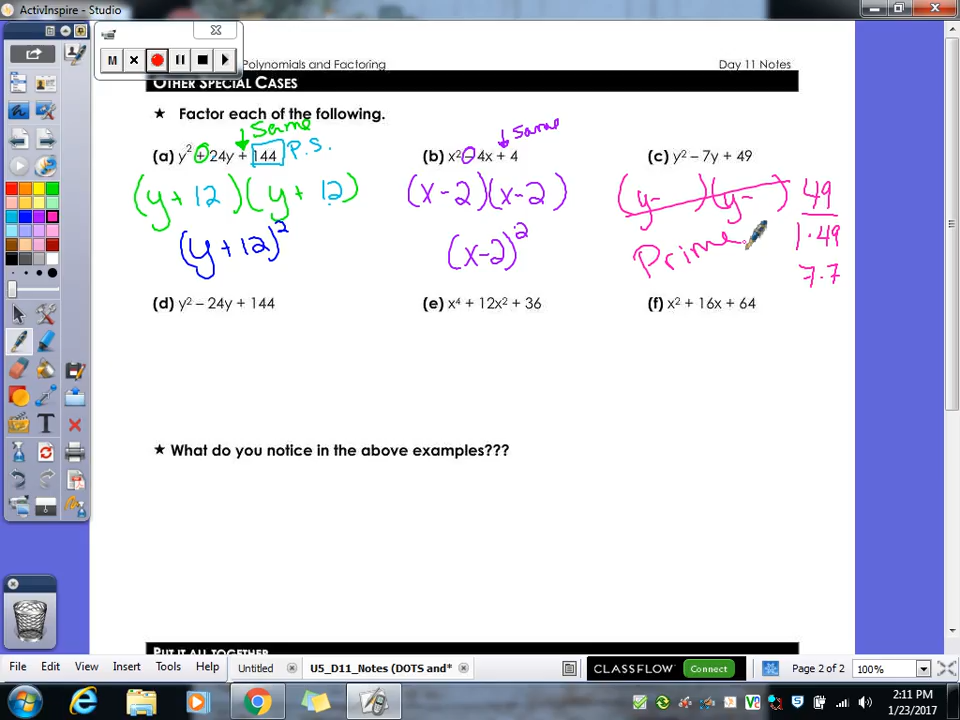 ActivInspire - Studio
M
Polynomials and Factoring Day 11 Notes
OTHER SPECIAL CASES
★ Factor each of the following.
Same Same
(a) y² + 24y + 144 P.S. (b) x² – 4x + 4 (c) y² – 7y + 49
(y + 12)(y + 12) (x - 2)(x - 2) (y- )(y- ) 49
1·49
(y + 12)² (x-2)² Prime.
7·7
(d) y² – 24y + 144 (e) x⁴ + 12x² + 36 (f) x² + 16x + 64
★ What do you notice in the above examples???
PUT IT ALL TOGETHER
File Edit View Insert Tools Help Untitled U5_D11_Notes (DOTS and* CLASSFLOW Connect Page 2 of 2 100%
2:11 PM
1/23/2017